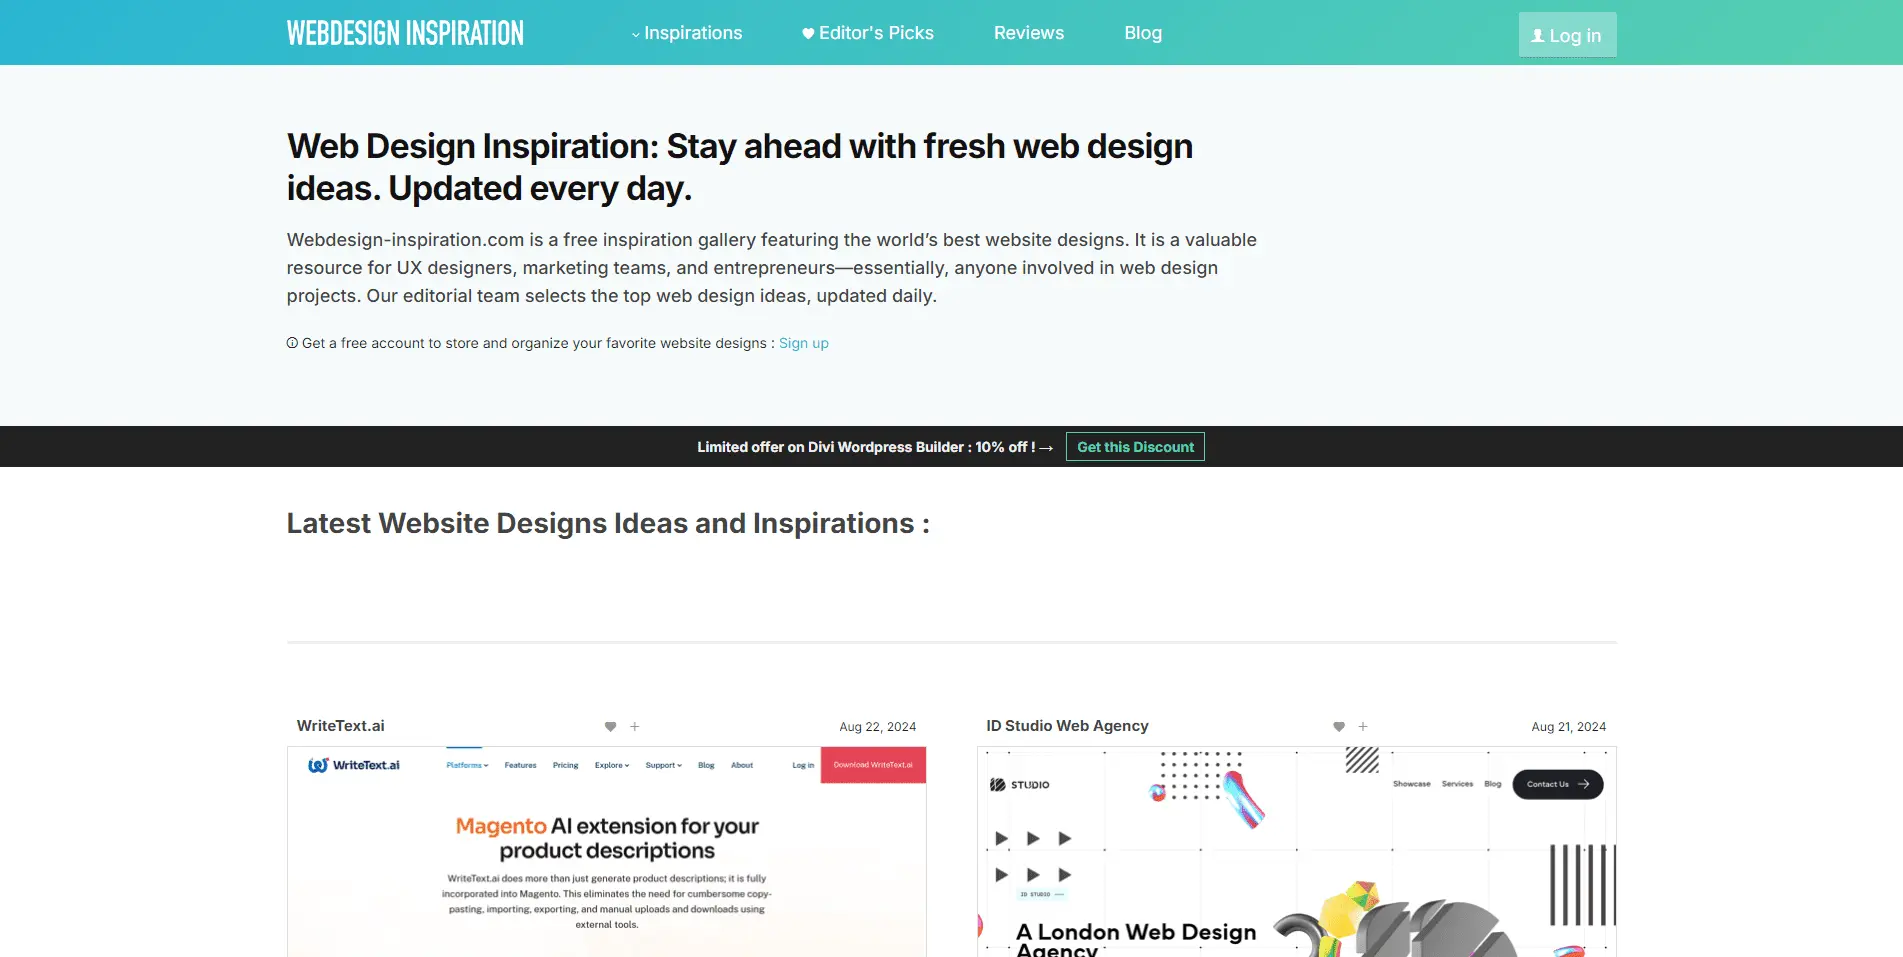 WEBDESIGN INSPIRATION
Inspirations
Editor's Picks
Reviews
Blog
Log in
Web Design Inspiration: Stay ahead with fresh web design
ideas. Updated every day.
Webdesign-inspiration.com is a free inspiration gallery featuring the world’s best website designs. It is a valuable
resource for UX designers, marketing teams, and entrepreneurs—essentially, anyone involved in web design
projects. Our editorial team selects the top web design ideas, updated daily.
Get a free account to store and organize your favorite website designs : Sign up
Limited offer on Divi Wordpress Builder : 10% off ! → Get this Discount
Latest Website Designs Ideas and Inspirations :
WriteText.ai
Aug 22, 2024
WriteText.ai
Platforms
Features
Pricing
Explore
Support
Blog
About
Log in
Download WriteText.ai
Magento AI extension for your
product descriptions
WriteText.ai does more than just generate product descriptions; it is fully
incorporated into Magento. This eliminates the need for cumbersome copy-
pasting, importing, exporting, and manual uploads and downloads using
external tools.
ID Studio Web Agency
Aug 21, 2024
STUDIO
Showcase
Services
Blog
Contact Us →
ID STUDIO
A London Web Design
Agency